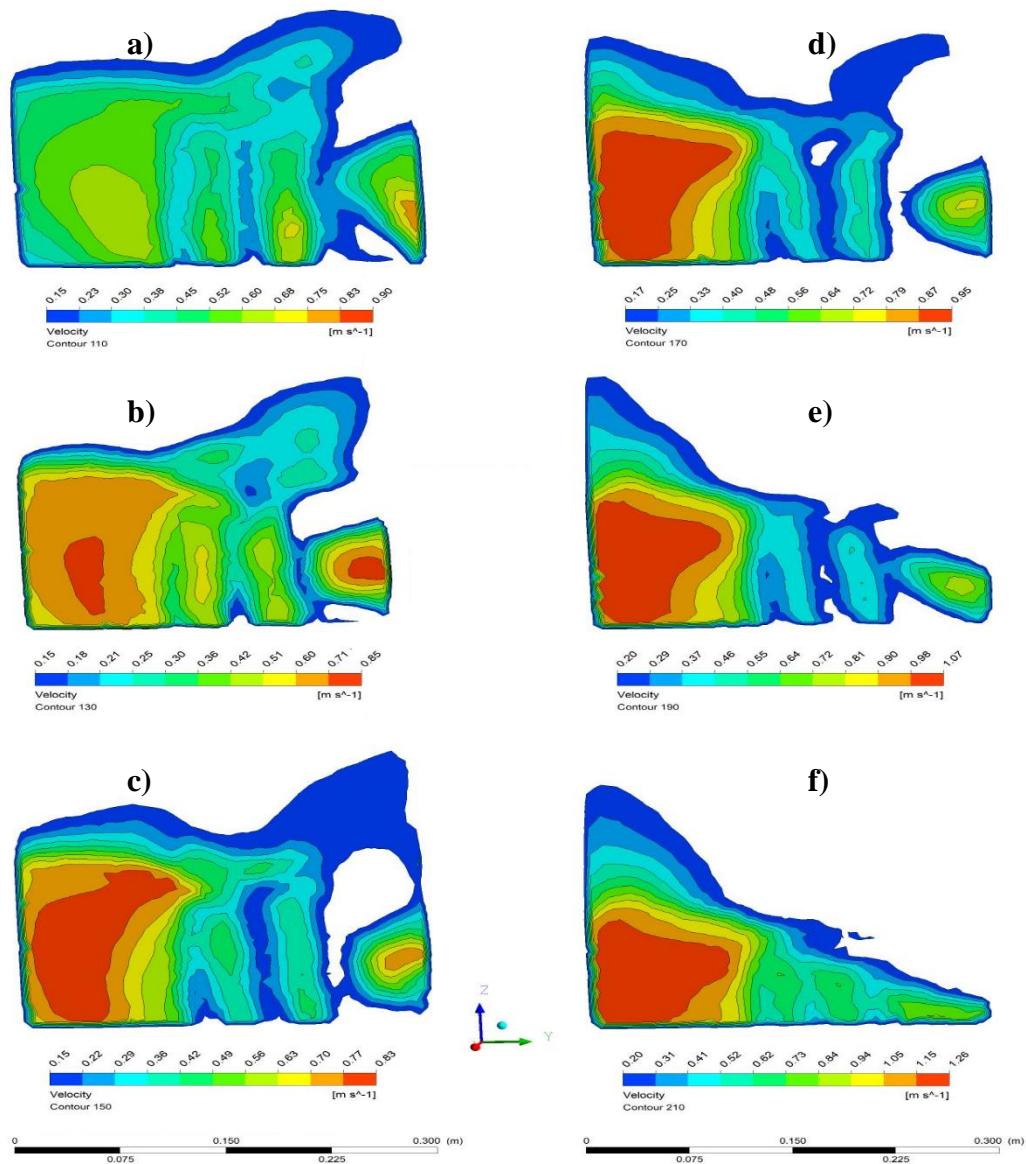 a)
0.15 0.23 0.30 0.38 0.45 0.52 0.60 0.68 0.75 0.83 0.90
Velocity [m s^-1]
Contour 110
b)
0.15 0.18 0.21 0.25 0.30 0.36 0.42 0.51 0.60 0.71 0.85
Velocity [m s^-1]
Contour 130
c)
0.15 0.22 0.29 0.36 0.42 0.49 0.56 0.63 0.70 0.77 0.83
Velocity [m s^-1]
Contour 150
0 0.150 0.300 (m)
0.075 0.225
Z
Y
d)
0.17 0.25 0.33 0.40 0.48 0.56 0.64 0.72 0.79 0.87 0.95
Velocity [m s^-1]
Contour 170
e)
0.20 0.29 0.37 0.46 0.55 0.64 0.72 0.81 0.90 0.98 1.07
Velocity [m s^-1]
Contour 190
f)
0.20 0.31 0.41 0.52 0.62 0.73 0.84 0.94 1.05 1.15 1.26
Velocity [m s^-1]
Contour 210
0 0.150 0.300 (m)
0.075 0.225